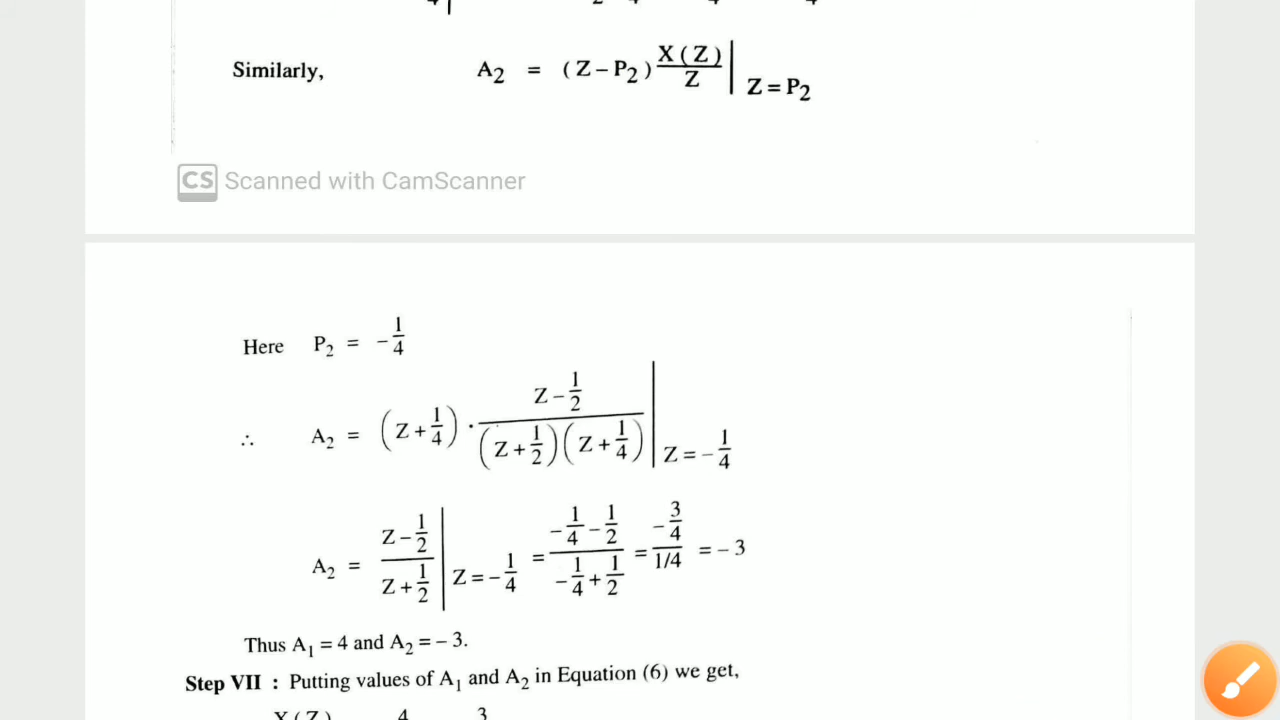 Similarly, A₂ = (Z−P₂) X(Z)/Z | Z = P₂
CS Scanned with CamScanner
Here P₂ = −1/4
∴ A₂ = (Z+1/4) · (Z−1/2)/((Z+1/2)(Z+1/4)) | Z = −1/4
A₂ = (Z−1/2)/(Z+1/2) | Z = −1/4 = (−1/4−1/2)/(−1/4+1/2) = (−3/4)/(1/4) = −3
Thus A₁ = 4 and A₂ = −3.
Step VII : Putting values of A₁ and A₂ in Equation (6) we get,
X(Z) 4 3